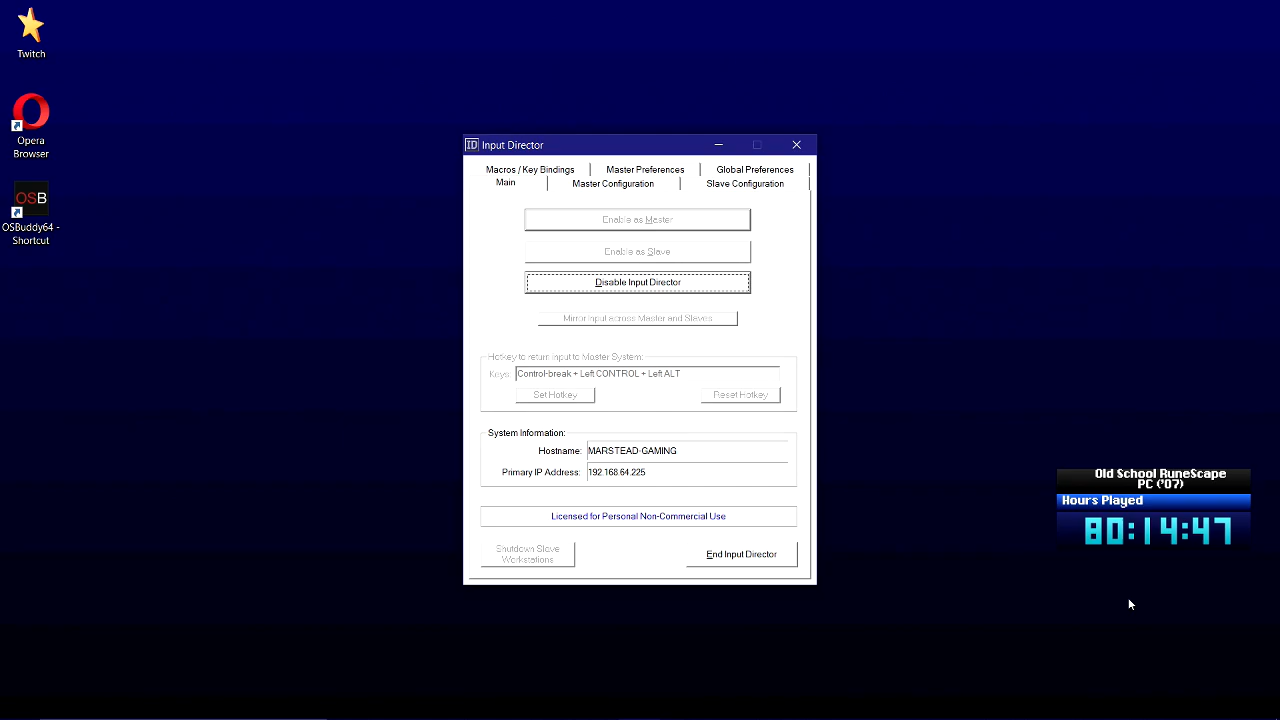 Twitch
Opera
Browser
OSB
OSBuddy64 -
Shortcut
ID Input Director
Macros / Key Bindings Master Preferences Global Preferences
Main Master Configuration Slave Configuration
Enable as Master
Enable as Slave
Disable Input Director
Mirror Input across Master and Slaves
Hotkey to return input to Master System:
Keys: Control-break + Left CONTROL + Left ALT
Set Hotkey Reset Hotkey
System Information:
Hostname: MARSTEAD-GAMING
Primary IP Address: 192.168.64.225
Licensed for Personal Non-Commercial Use
Shutdown Slave
Workstations
End Input Director
Old School RuneScape
PC ('07)
Hours Played
80:14:47